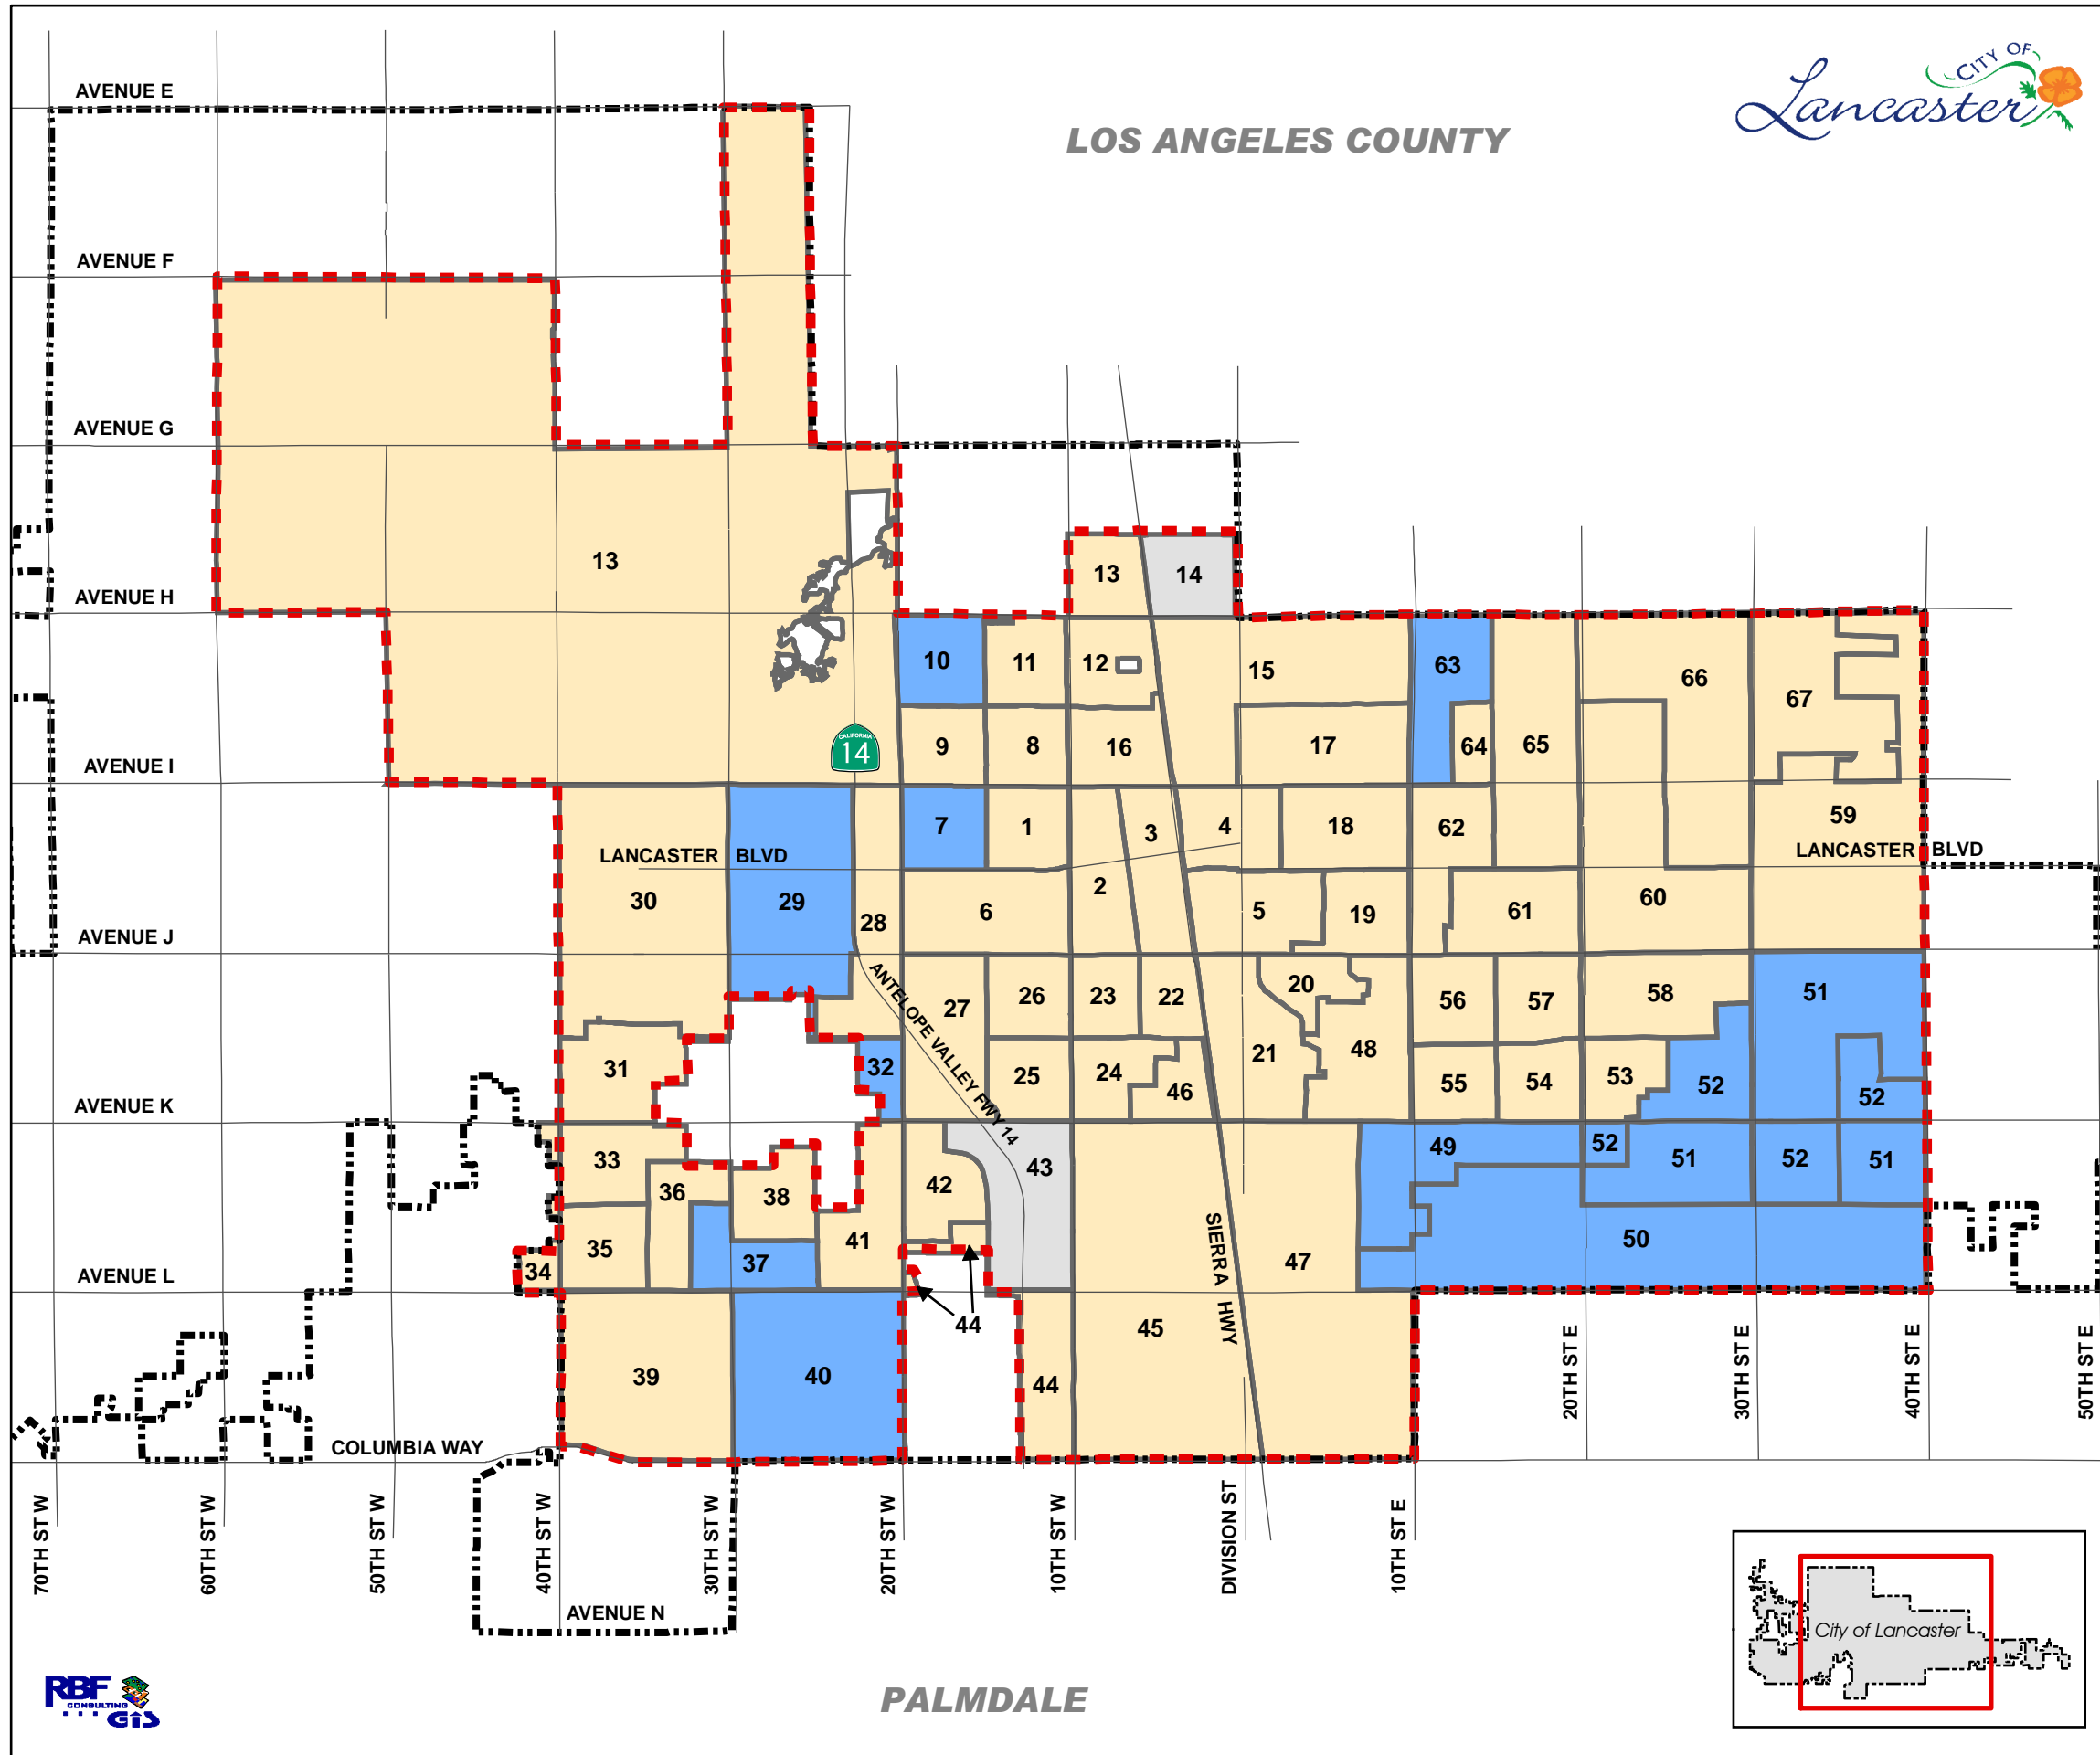 CITY OF
Lancaster
AVENUE E
LOS ANGELES COUNTY
AVENUE F
AVENUE G
13
13
14
AVENUE H
10
11
12
15
63
66
67
CALIFORNIA
14
9
8
16
17
64
65
AVENUE I
7
1
3
4
18
62
59
LANCASTER BLVD
LANCASTER BLVD
30
29
28
6
2
5
19
61
60
AVENUE J
ANTELOPE VALLEY FWY 14
27
26
23
22
20
56
57
58
51
31
32
25
24
46
21
48
55
54
53
52
52
AVENUE K
33
36
38
42
43
49
52
51
52
51
35
41
37
34
SIERRA HWY
47
50
AVENUE L
44
45
39
40
44
COLUMBIA WAY
20TH ST E
30TH ST E
40TH ST E
50TH ST E
70TH ST W
60TH ST W
50TH ST W
40TH ST W
30TH ST W
20TH ST W
10TH ST W
DIVISION ST
10TH ST E
AVENUE N
City of Lancaster
RBF
CONSULTING
GIS
PALMDALE